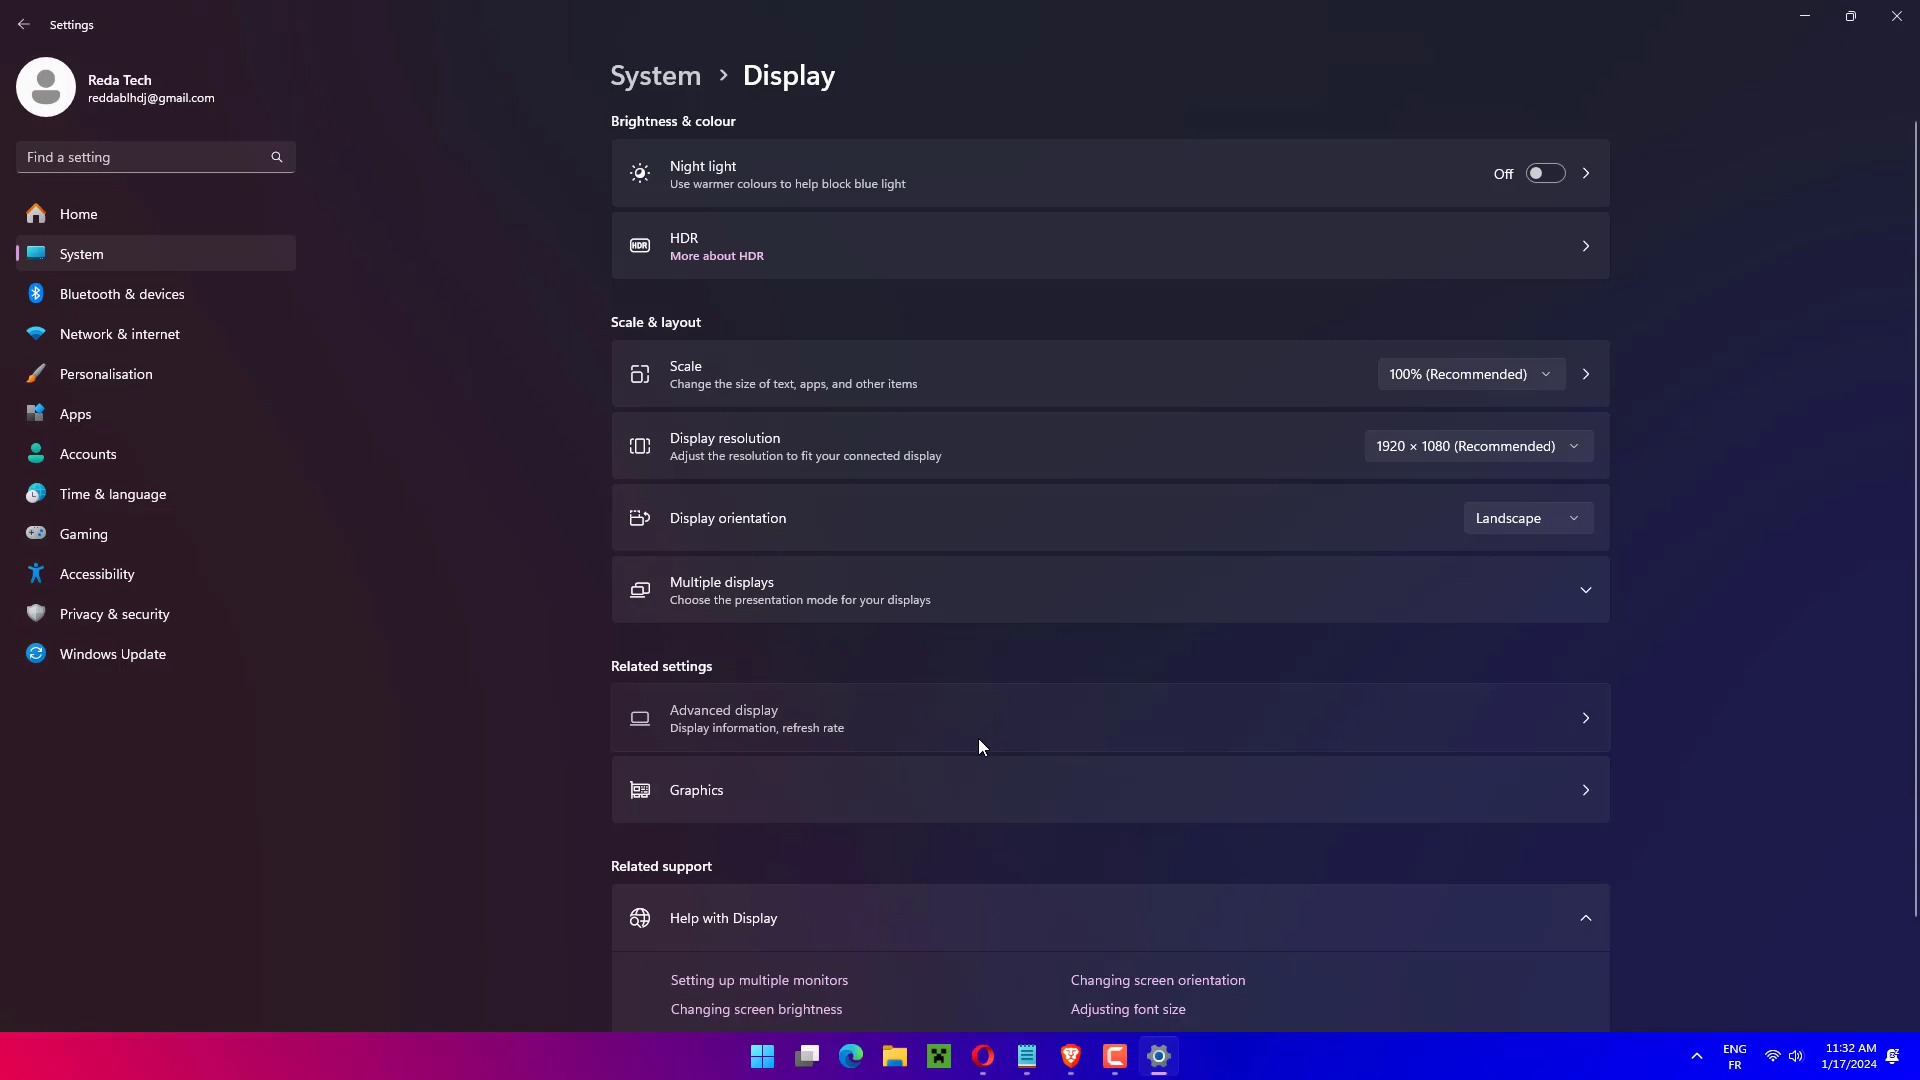 Settings
Reda Tech
reddablhdj@gmail.com
Find a setting
Home
System
Bluetooth & devices
Network & internet
Personalisation
Apps
Accounts
Time & language
Gaming
Accessibility
Privacy & security
Windows Update
System > Display
Brightness & colour
Night light
Use warmer colours to help block blue light
Off
HDR
HDR
More about HDR
Scale & layout
Scale
Change the size of text, apps, and other items
100% (Recommended)
Display resolution
Adjust the resolution to fit your connected display
1920 × 1080 (Recommended)
Display orientation
Landscape
Multiple displays
Choose the presentation mode for your displays
Related settings
Advanced display
Display information, refresh rate
Graphics
Related support
Help with Display
Setting up multiple monitors
Changing screen orientation
Changing screen brightness
Adjusting font size
ENG
FR
11:32 AM
1/17/2024